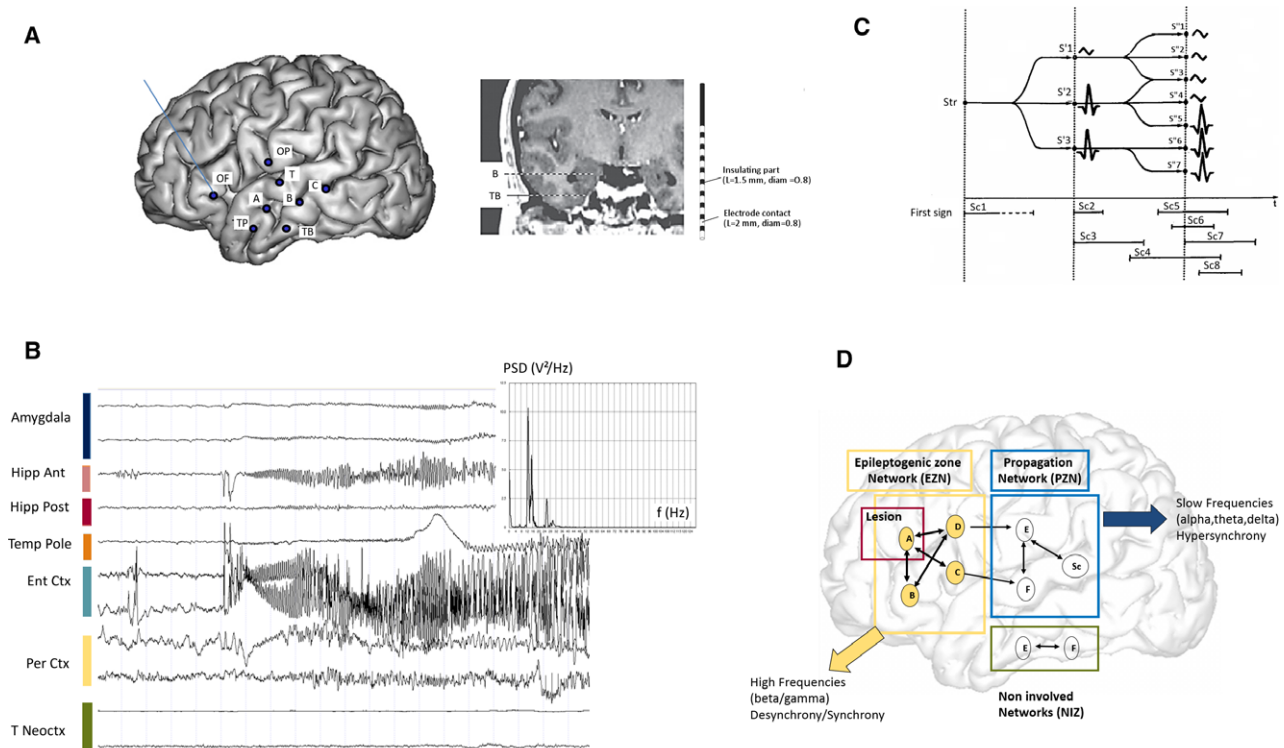 A
OP
T
OF
C
A
B
TP
TB
B
TB
Insulating part
(L=1.5 mm, diam =0.8)
Electrode contact
(L=2 mm, diam=0.8)
C
S"1
S'1
S"2
S"3
Str
S'2
S"4
S"5
S'3
S"6
S"7
t
First sign
Sc1
Sc2
Sc5
Sc6
Sc3
Sc7
Sc4
Sc8
B
PSD (V²/Hz)
f (Hz)
Amygdala
Hipp Ant
Hipp Post
Temp Pole
Ent Ctx
Per Ctx
T Neoctx
D
Epileptogenic zone
Network (EZN)
Propagation
Network (PZN)
Lesion
A
D
C
B
E
Sc
F
Slow Frequencies
(alpha,theta,delta)
Hypersynchrony
E
F
High Frequencies
(beta/gamma)
Desynchrony/Synchrony
Non involved
Networks (NIZ)